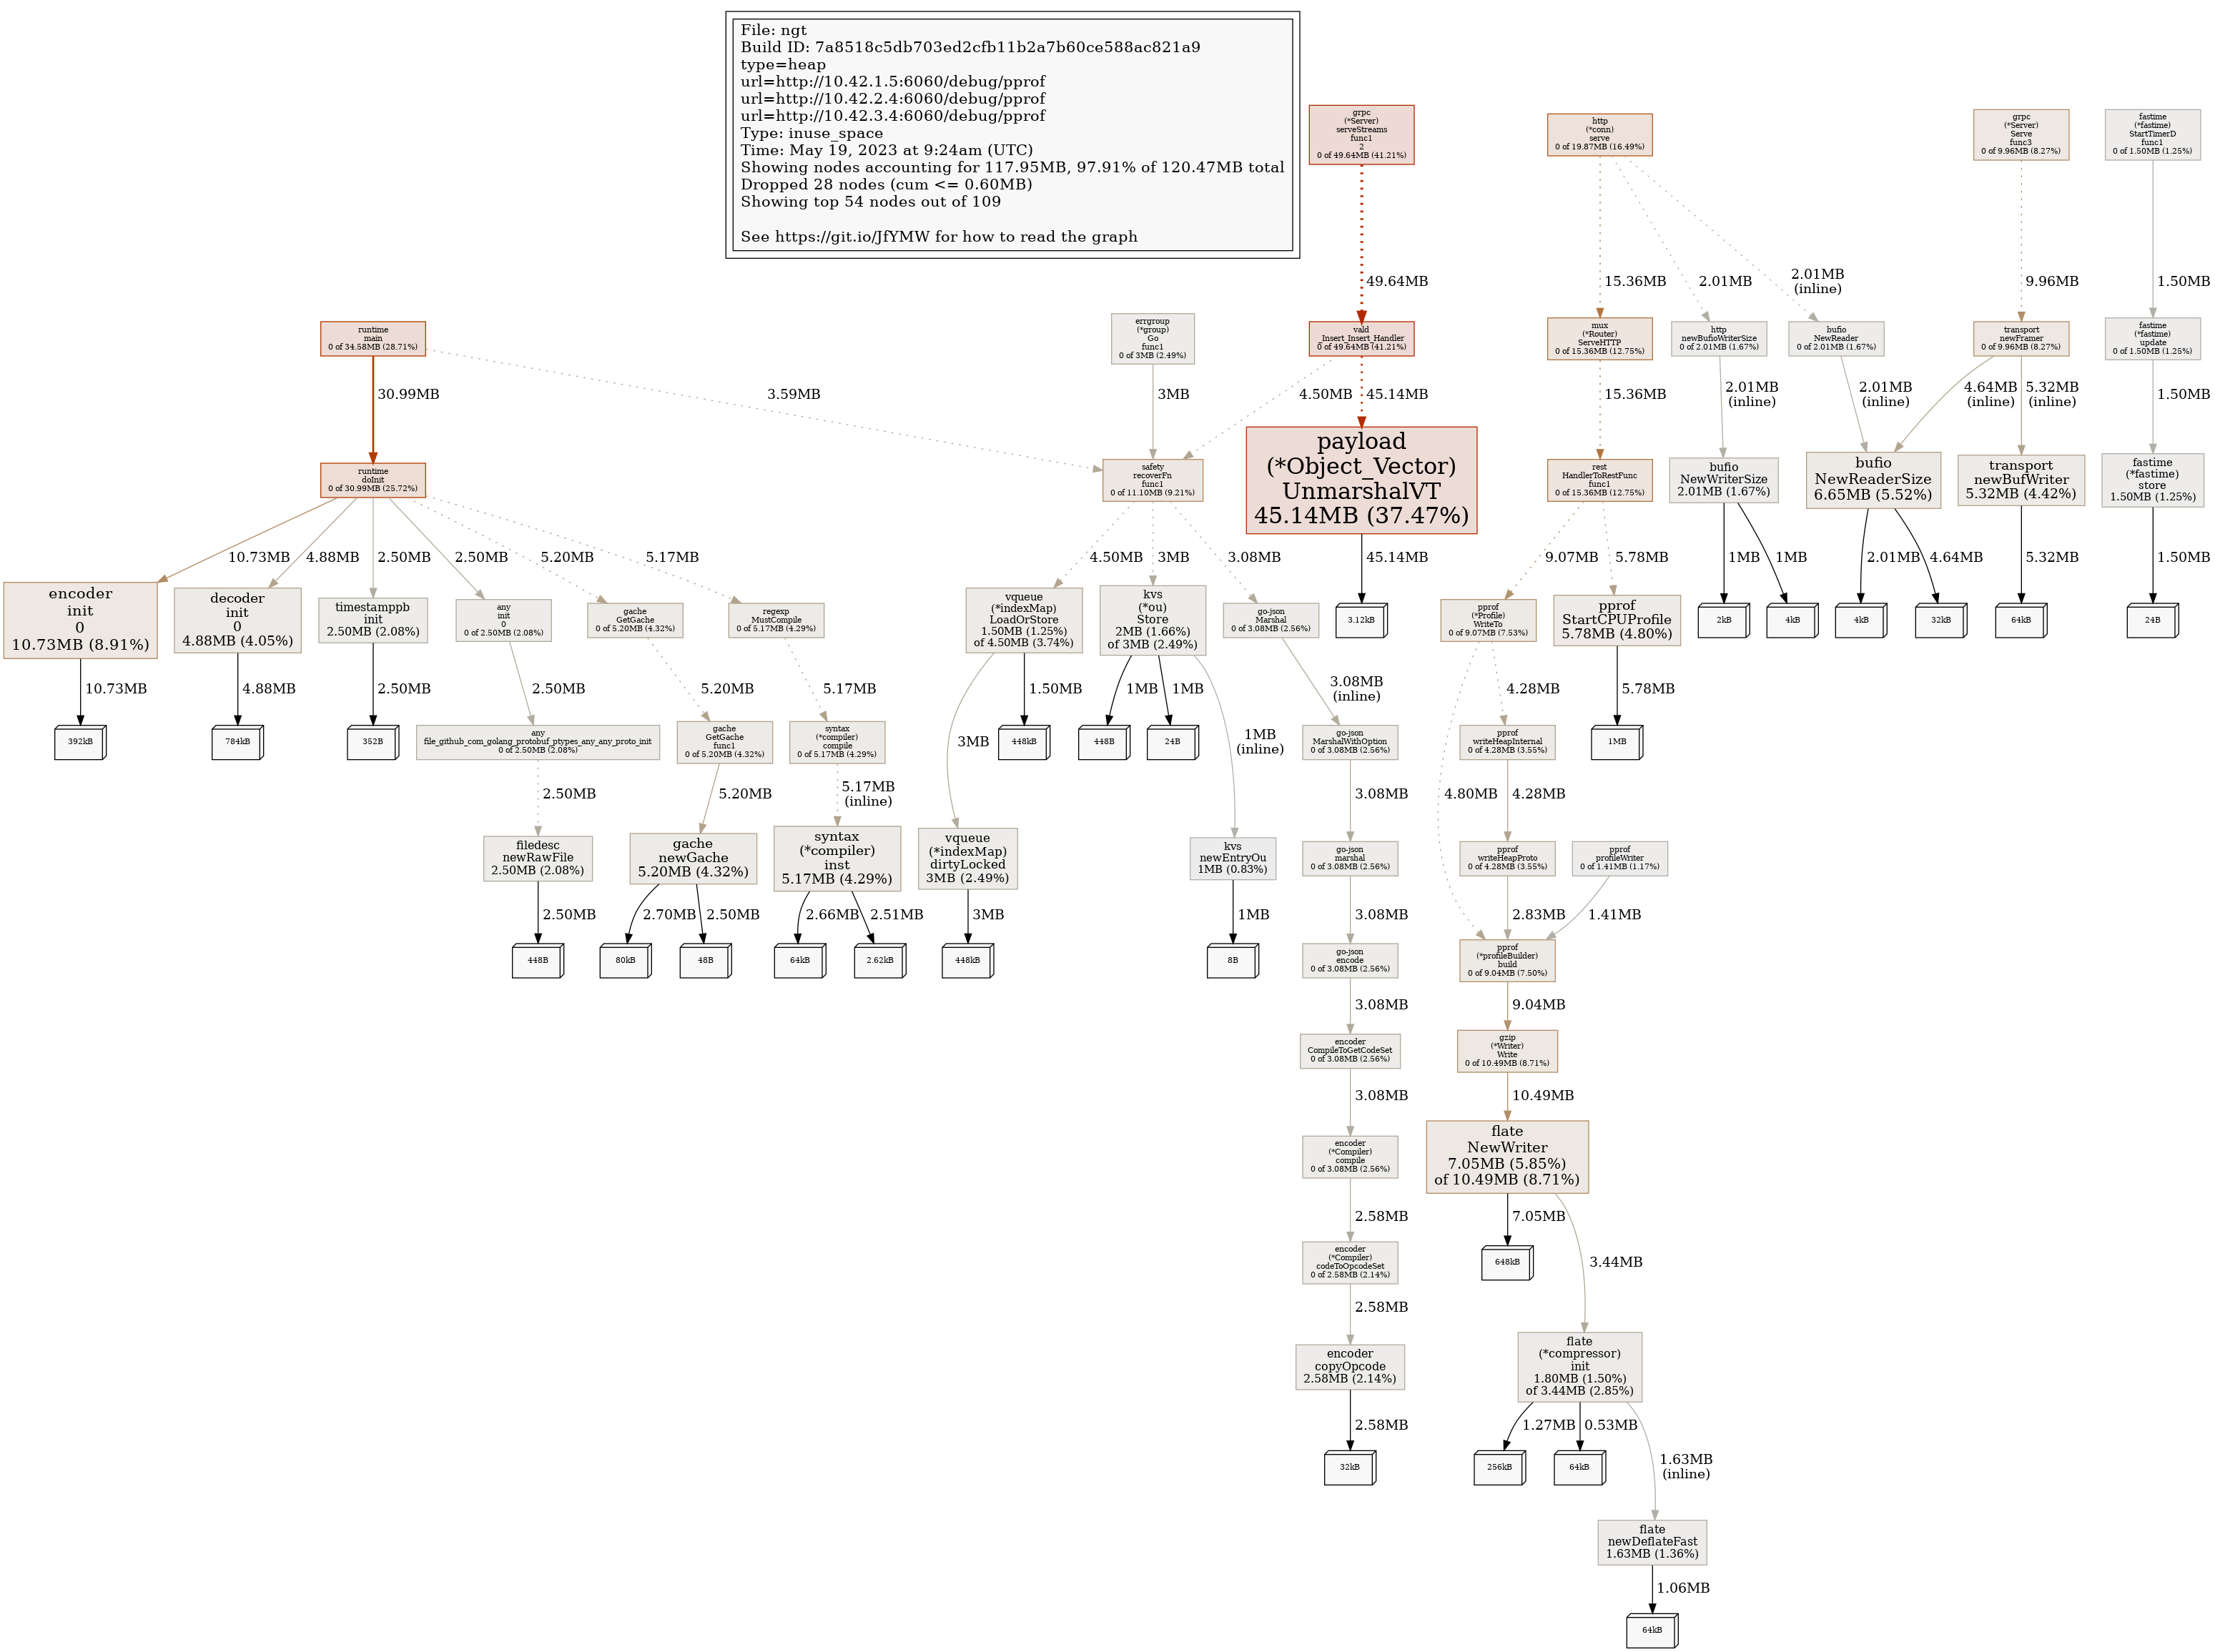 File: ngt
Build ID: 7a8518c5db703ed2cfb11b2a7b60ce588ac821a9
type=heap
url=http://10.42.1.5:6060/debug/pprof
url=http://10.42.2.4:6060/debug/pprof
url=http://10.42.3.4:6060/debug/pprof
Type: inuse_space
Time: May 19, 2023 at 9:24am (UTC)
Showing nodes accounting for 117.95MB, 97.91% of 120.47MB total
Dropped 28 nodes (cum <= 0.60MB)
Showing top 54 nodes out of 109
See https://git.io/JfYMW for how to read the graph
grpc
(*Server)
serveStreams
func1
2
0 of 49.64MB (41.21%)
http
(*conn)
serve
0 of 19.87MB (16.49%)
grpc
(*Server)
Serve
func3
0 of 9.96MB (8.27%)
fastime
(*fastime)
StartTimerD
func1
0 of 1.50MB (1.25%)
49.64MB
15.36MB
2.01MB
2.01MB
(inline)
9.96MB
1.50MB
runtime
main
0 of 34.58MB (28.71%)
errgroup
(*group)
Go
func1
0 of 3MB (2.49%)
vald
_Insert_Insert_Handler
0 of 49.64MB (41.21%)
mux
(*Router)
ServeHTTP
0 of 15.36MB (12.75%)
http
newBufioWriterSize
0 of 2.01MB (1.67%)
bufio
NewReader
0 of 2.01MB (1.67%)
transport
newFramer
0 of 9.96MB (8.27%)
fastime
(*fastime)
update
0 of 1.50MB (1.25%)
30.99MB
3.59MB
3MB
4.50MB
45.14MB
15.36MB
2.01MB
(inline)
2.01MB
(inline)
4.64MB
(inline)
5.32MB
(inline)
1.50MB
runtime
doInit
0 of 30.99MB (25.72%)
safety
recoverFn
func1
0 of 11.10MB (9.21%)
payload
(*Object_Vector)
UnmarshalVT
45.14MB (37.47%)
rest
HandlerToRestFunc
func1
0 of 15.36MB (12.75%)
bufio
NewWriterSize
2.01MB (1.67%)
bufio
NewReaderSize
6.65MB (5.52%)
transport
newBufWriter
5.32MB (4.42%)
fastime
(*fastime)
store
1.50MB (1.25%)
10.73MB
4.88MB
2.50MB
2.50MB
5.20MB
5.17MB
4.50MB
3MB
3.08MB
45.14MB
9.07MB
5.78MB
1MB
1MB
2.01MB
4.64MB
5.32MB
1.50MB
encoder
init
0
10.73MB (8.91%)
decoder
init
0
4.88MB (4.05%)
timestamppb
init
2.50MB (2.08%)
any
init
0
0 of 2.50MB (2.08%)
gache
GetGache
0 of 5.20MB (4.32%)
regexp
MustCompile
0 of 5.17MB (4.29%)
vqueue
(*indexMap)
LoadOrStore
1.50MB (1.25%)
of 4.50MB (3.74%)
kvs
(*ou)
Store
2MB (1.66%)
of 3MB (2.49%)
go-json
Marshal
0 of 3.08MB (2.56%)
3.12kB
pprof
(*Profile)
WriteTo
0 of 9.07MB (7.53%)
pprof
StartCPUProfile
5.78MB (4.80%)
2kB
4kB
4kB
32kB
64kB
24B
10.73MB
4.88MB
2.50MB
2.50MB
5.20MB
5.17MB
3MB
1.50MB
1MB
1MB
1MB
(inline)
3.08MB
(inline)
4.80MB
4.28MB
5.78MB
392kB
784kB
352B
any
file_github_com_golang_protobuf_ptypes_any_any_proto_init
0 of 2.50MB (2.08%)
gache
GetGache
func1
0 of 5.20MB (4.32%)
syntax
(*compiler)
compile
0 of 5.17MB (4.29%)
448kB
448B
24B
go-json
MarshalWithOption
0 of 3.08MB (2.56%)
pprof
writeHeapInternal
0 of 4.28MB (3.55%)
1MB
2.50MB
5.20MB
5.17MB
(inline)
3.08MB
4.28MB
filedesc
newRawFile
2.50MB (2.08%)
gache
newGache
5.20MB (4.32%)
syntax
(*compiler)
inst
5.17MB (4.29%)
vqueue
(*indexMap)
dirtyLocked
3MB (2.49%)
kvs
newEntryOu
1MB (0.83%)
go-json
marshal
0 of 3.08MB (2.56%)
pprof
writeHeapProto
0 of 4.28MB (3.55%)
pprof
profileWriter
0 of 1.41MB (1.17%)
2.50MB
2.70MB
2.50MB
2.66MB
2.51MB
3MB
1MB
3.08MB
2.83MB
1.41MB
448B
80kB
48B
64kB
2.62kB
448kB
8B
go-json
encode
0 of 3.08MB (2.56%)
pprof
(*profileBuilder)
build
0 of 9.04MB (7.50%)
3.08MB
9.04MB
encoder
CompileToGetCodeSet
0 of 3.08MB (2.56%)
gzip
(*Writer)
Write
0 of 10.49MB (8.71%)
3.08MB
10.49MB
encoder
(*Compiler)
compile
0 of 3.08MB (2.56%)
flate
NewWriter
7.05MB (5.85%)
of 10.49MB (8.71%)
2.58MB
7.05MB
3.44MB
encoder
(*Compiler)
codeToOpcodeSet
0 of 2.58MB (2.14%)
648kB
2.58MB
encoder
copyOpcode
2.58MB (2.14%)
flate
(*compressor)
init
1.80MB (1.50%)
of 3.44MB (2.85%)
2.58MB
1.27MB
0.53MB
1.63MB
(inline)
32kB
256kB
64kB
flate
newDeflateFast
1.63MB (1.36%)
1.06MB
64kB